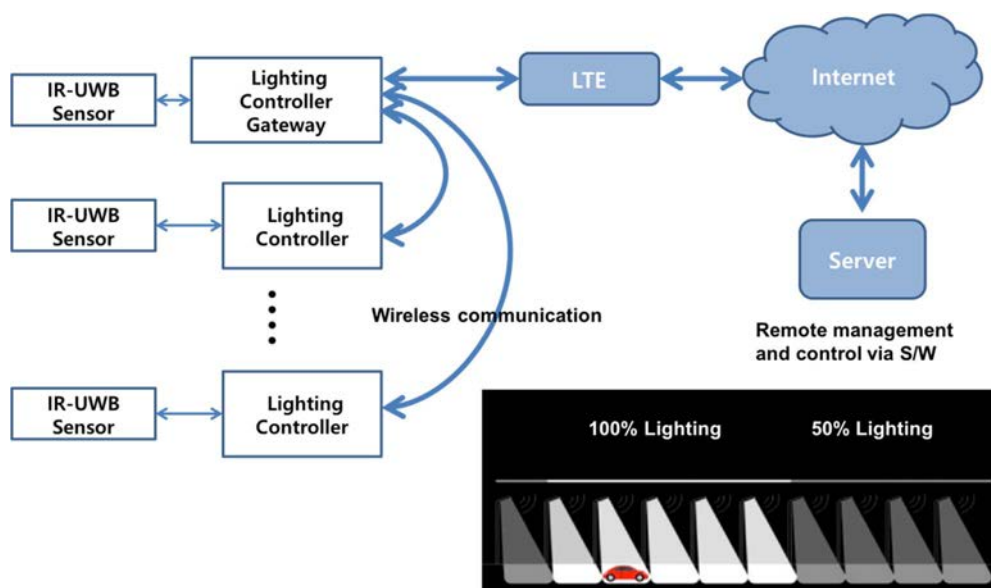 IR-UWB
Sensor
Lighting
Controller
Gateway
LTE
Internet
IR-UWB
Sensor
Lighting
Controller
Server
Wireless communication
Remote management
and control via S/W
IR-UWB
Sensor
Lighting
Controller
100% Lighting
50% Lighting